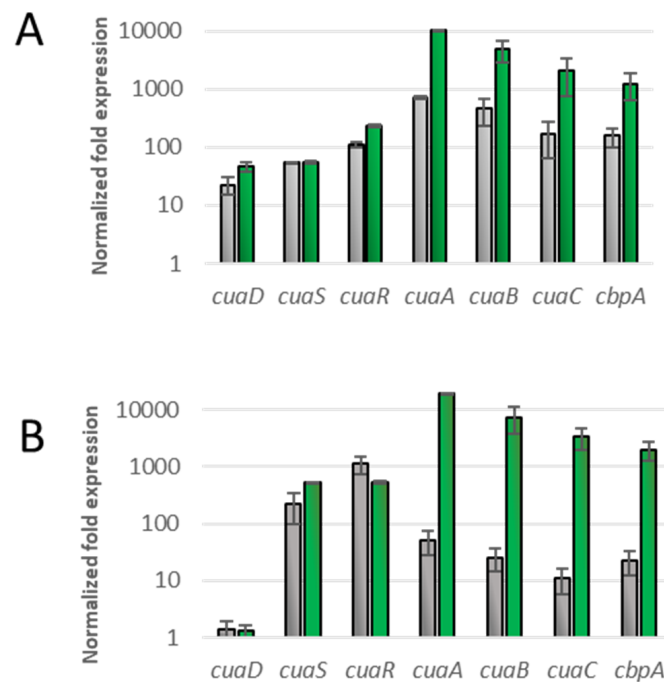 A
Normalized fold expression
10000
1000
100
10
1
cuaD cuaS cuaR cuaA cuaB cuaC cbpA
B
Normalized fold expression
10000
1000
100
10
1
cuaD cuaS cuaR cuaA cuaB cuaC cbpA